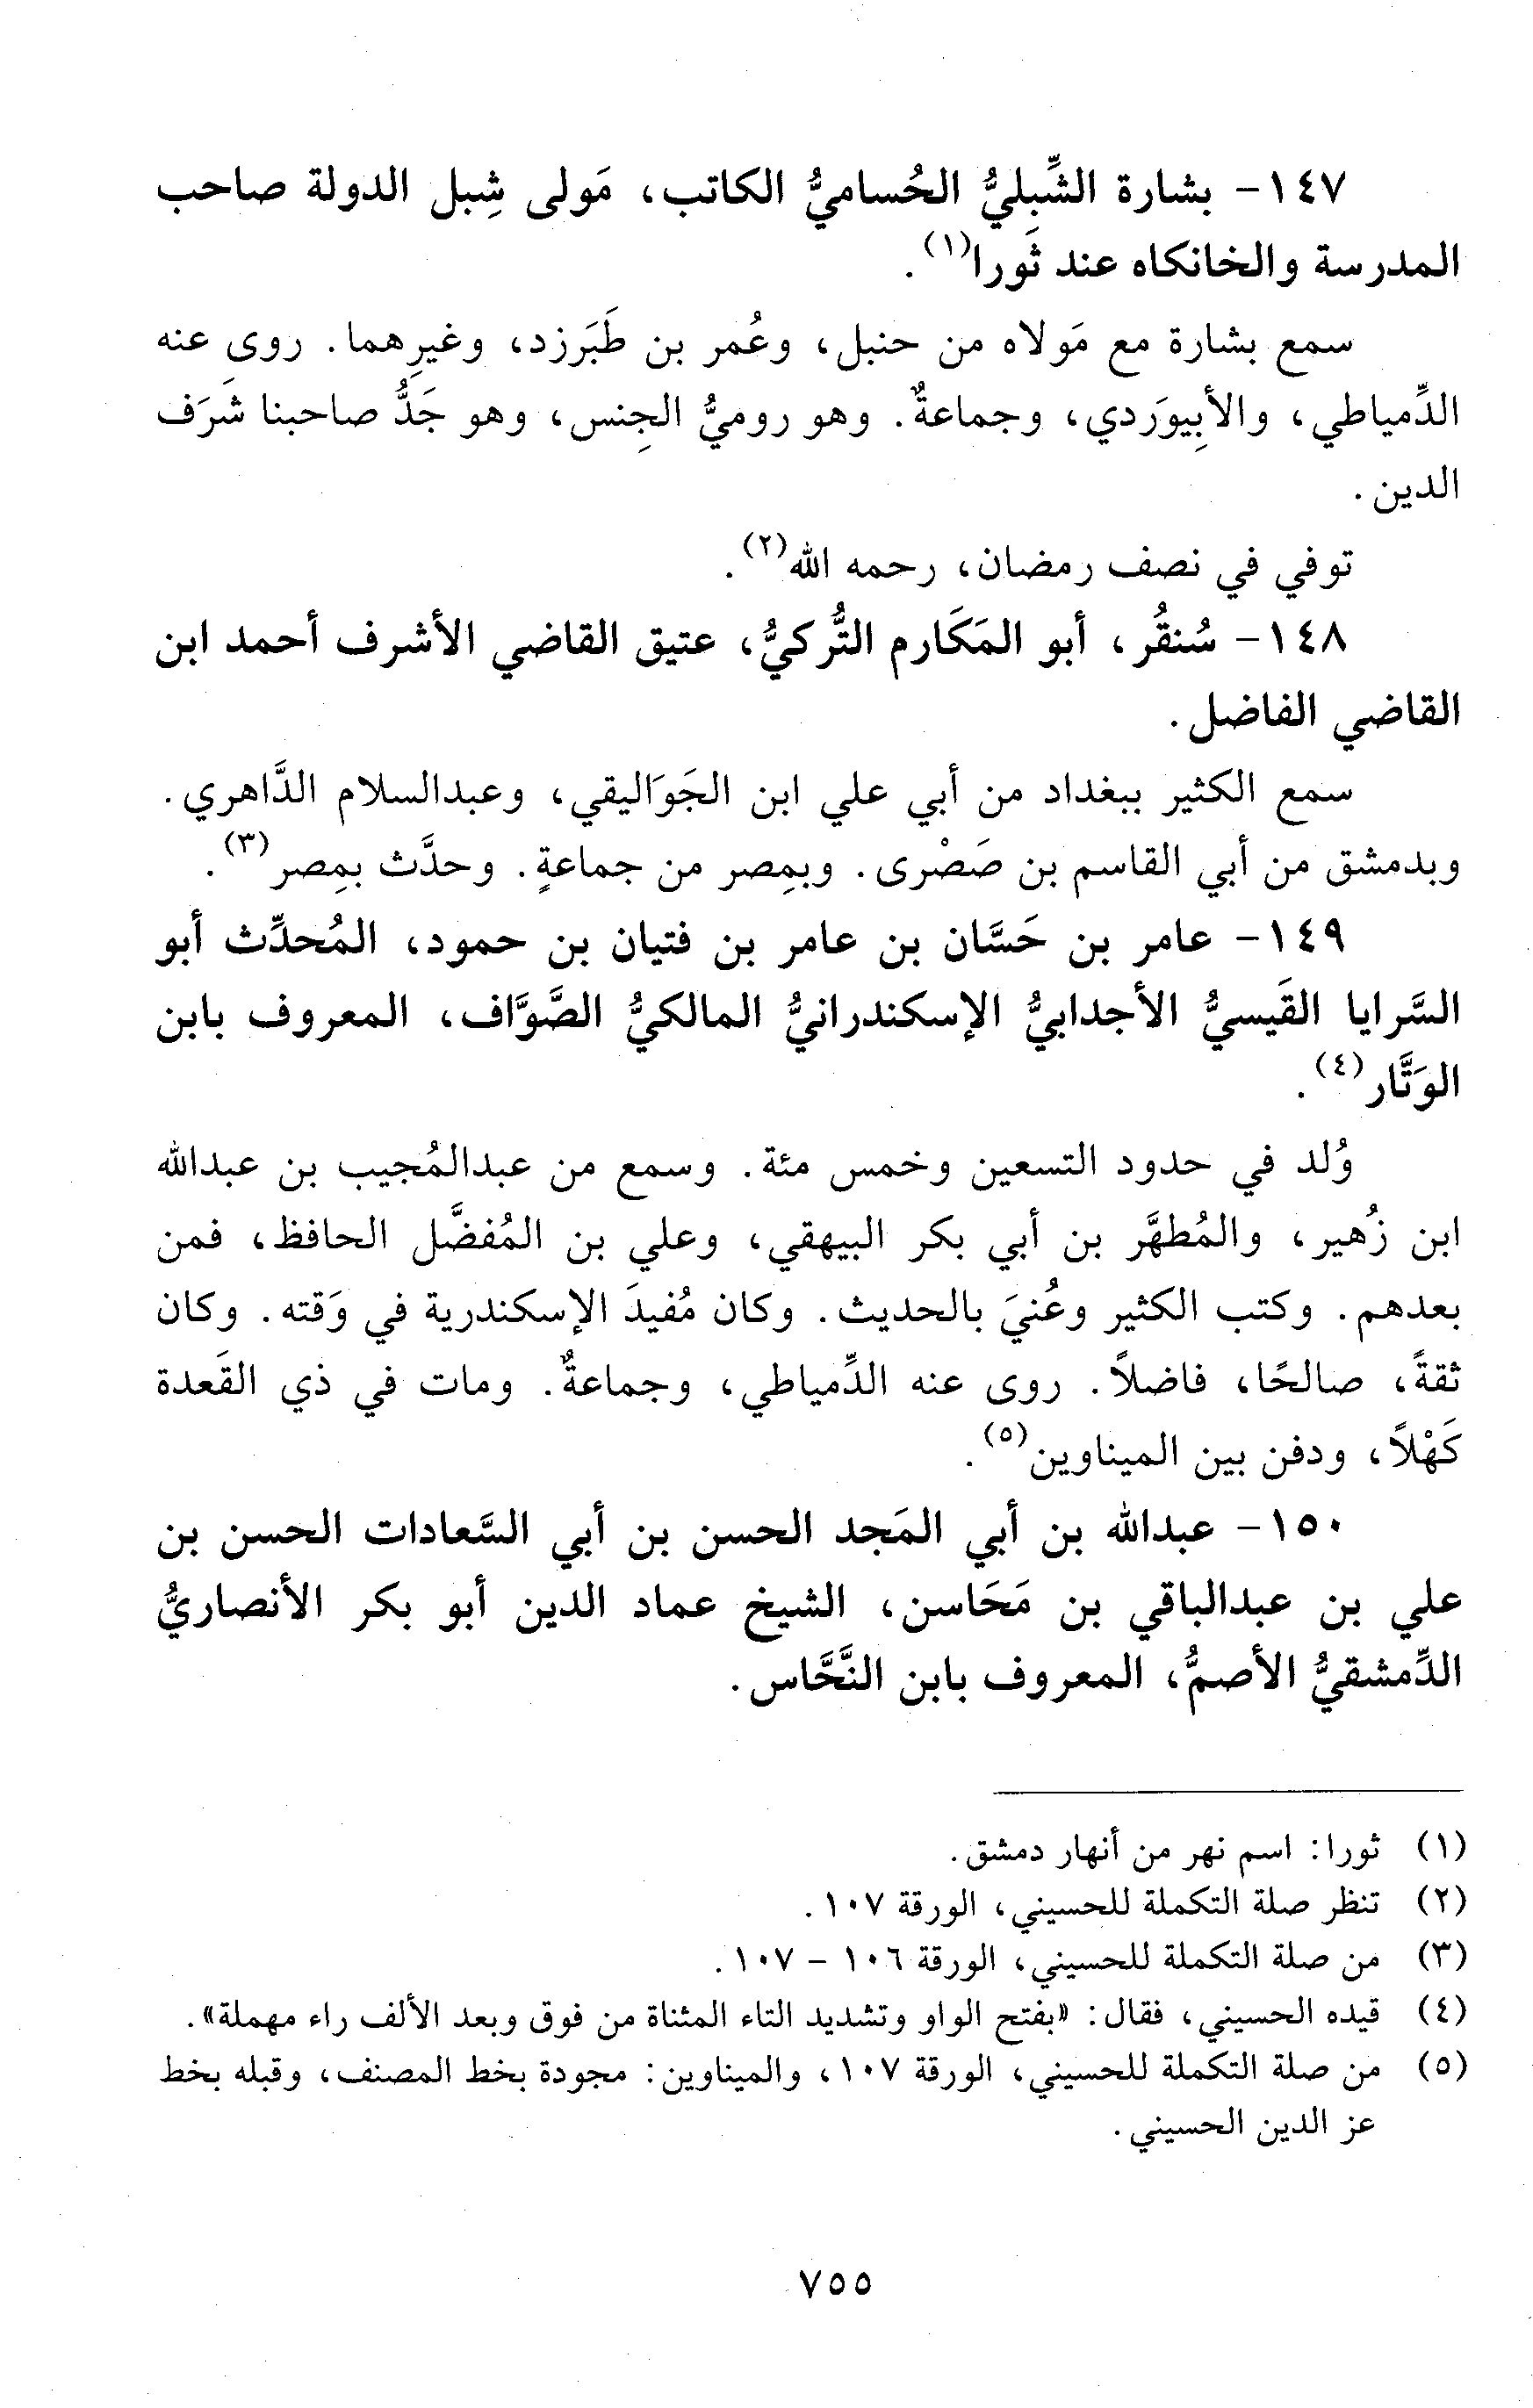 ١٤٧- بشارة الشِّبِليُّ الحُساميُّ الكاتب، مَولى شِبل الدولة صاحب
المدرسة والخانكاه عند ثَورا(١).
سمع بشارة مع مَولاه من حنبل، وعُمر بن طَبَرزد، وغيرِهما. روى عنه
الدِّمياطي، والأبِيوَردي، وجماعةٌ. وهو روميُّ الجِنس، وهو جَدُّ صاحبنا شَرَف
الدين.
توفي في نصف رمضان، رحمه الله(٢).
١٤٨- سُنقُر، أبو المَكَارم التُّركيُّ، عتيق القاضي الأشرف أحمد ابن
القاضي الفاضل.
سمع الكثير ببغداد من أبي علي ابن الجَوَاليقي، وعبدالسلام الدَّاهري.
وبدمشق من أبي القاسم بن صَصْرى. وبمِصر من جماعةٍ. وحدَّث بمِصر(٣).
١٤٩- عامر بن حَسَّان بن عامر بن فتيان بن حمود، المُحدِّث أبو
السَّرايا القَيسيُّ الأجدابيُّ الإسكندرانيُّ المالكيُّ الصَّوَّاف، المعروف بابن
الوَتَّار(٤).
وُلد في حدود التسعين وخمس مئة. وسمع من عبدالمُجيب بن عبدالله
ابن زُهير، والمُطهَّر بن أبي بكر البيهقي، وعلي بن المُفضَّل الحافظ، فمن
بعدهم. وكتب الكثير وعُنيَ بالحديث. وكان مُفيدَ الإسكندرية في وَقته. وكان
ثقةً، صالحًا، فاضلاً. روى عنه الدِّمياطي، وجماعةٌ. ومات في ذي القَعدة
كَهْلاً، ودفن بين الميناوين(٥).
١٥٠- عبدالله بن أبي المَجد الحسن بن أبي السَّعادات الحسن بن
علي بن عبدالباقي بن مَحَاسن، الشيخ عماد الدين أبو بكر الأنصاريُّ
الدِّمشقيُّ الأصمُّ، المعروف بابن النَّحَّاس.
(١) ثورا: اسم نهر من أنهار دمشق.
(٢) تنظر صلة التكملة للحسيني، الورقة ١٠٧.
(٣) من صلة التكملة للحسيني، الورقة ١٠٦ - ١٠٧.
(٤) قيده الحسيني، فقال: «بفتح الواو وتشديد التاء المثناة من فوق وبعد الألف راء مهملة».
(٥) من صلة التكملة للحسيني، الورقة ١٠٧، والميناوين: مجودة بخط المصنف، وقبله بخط
عز الدين الحسيني.
٧٥٥